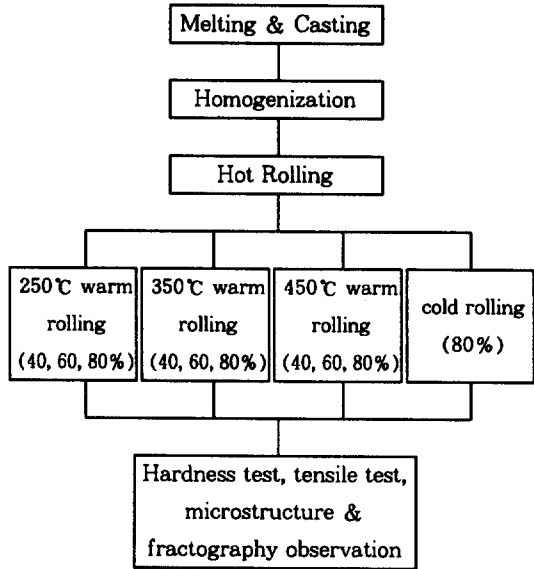 Melting & Casting
Homogenization
Hot Rolling
250℃ warm
rolling
(40, 60, 80%)
350℃ warm
rolling
(40, 60, 80%)
450℃ warm
rolling
(40, 60, 80%)
cold rolling
(80%)
Hardness test, tensile test,
microstructure &
fractography observation